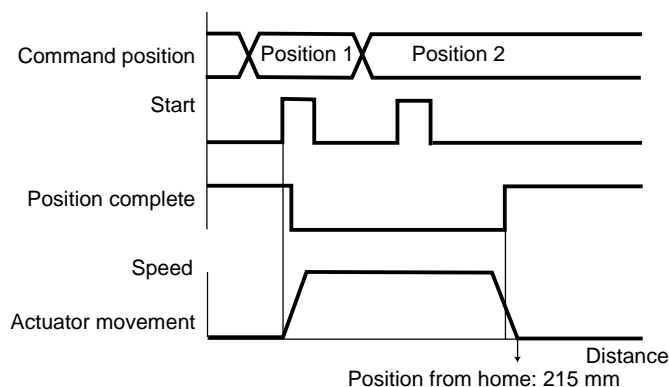 Command position
Position 1
Position 2
Start
Position complete
Speed
Actuator movement
Distance
Position from home: 215 mm